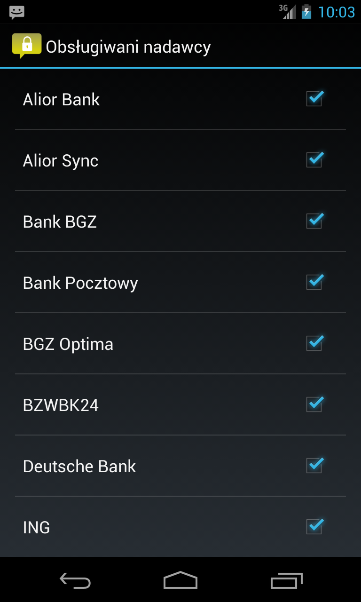 3G
10:03
Obsługiwani nadawcy
Alior Bank
Alior Sync
Bank BGZ
Bank Pocztowy
BGZ Optima
BZWBK24
Deutsche Bank
ING